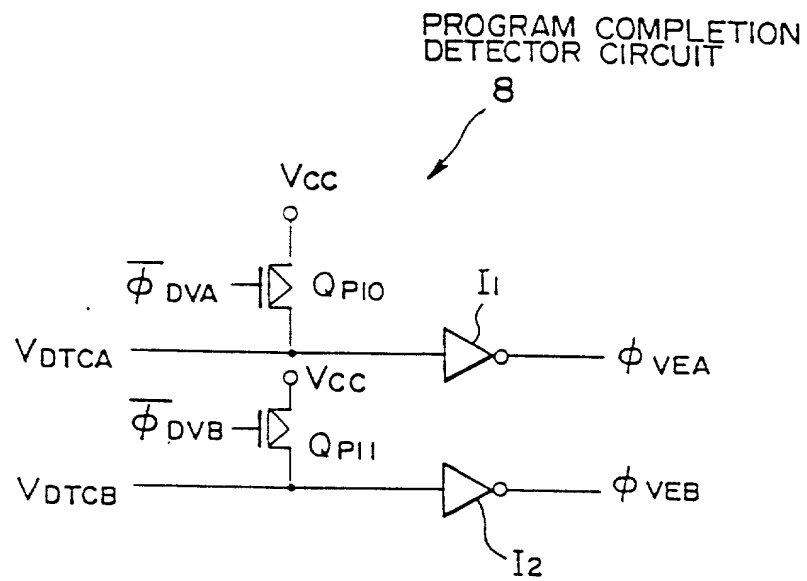 PROGRAM COMPLETION
DETECTOR CIRCUIT
8
VCC
φ̅DVA
QP10
I1
VDTCA
φVEA
VCC
φ̅DVB
QP11
VDTCB
φVEB
I2